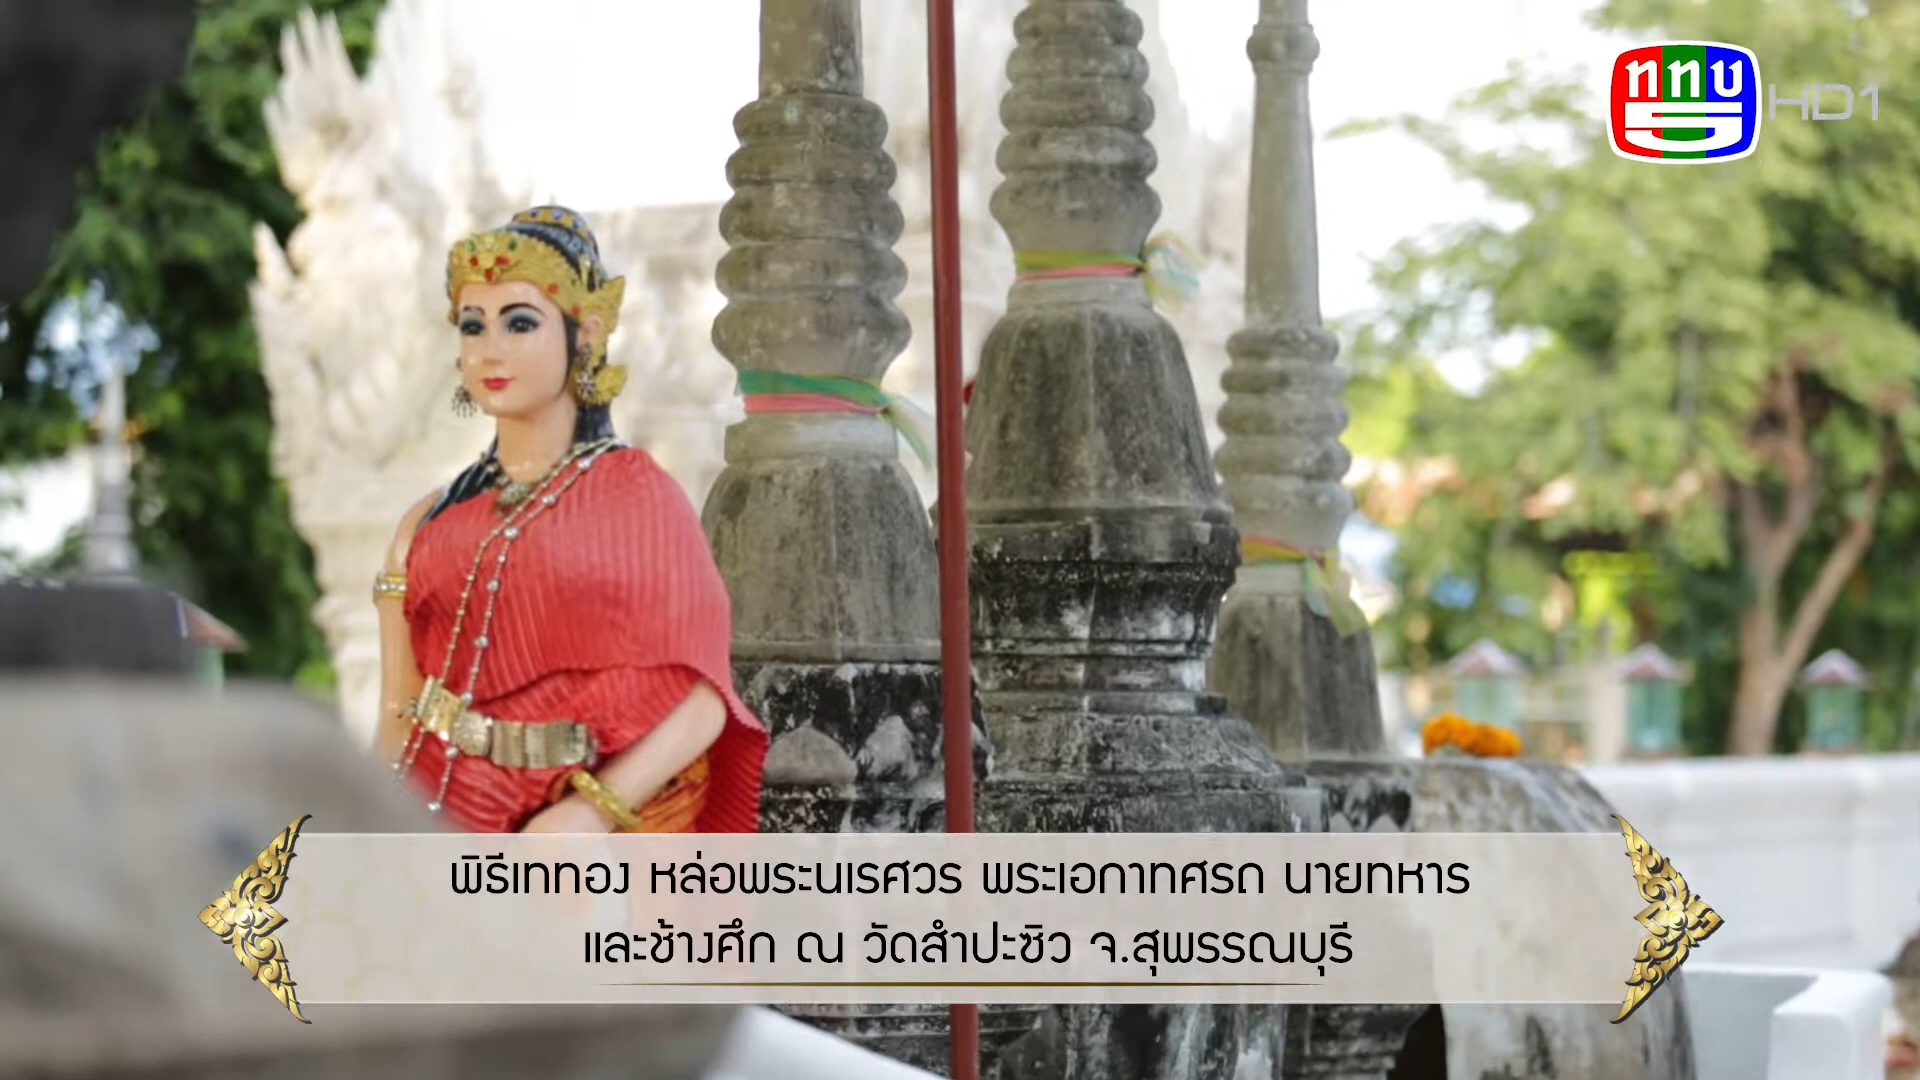 ททบ
5
HD1
พิธีเททอง หล่อพระนเรศวร พระเอกาทศรถ นายทหาร
และช้างศึก ณ วัดสำปะซิว จ.สุพรรณบุรี